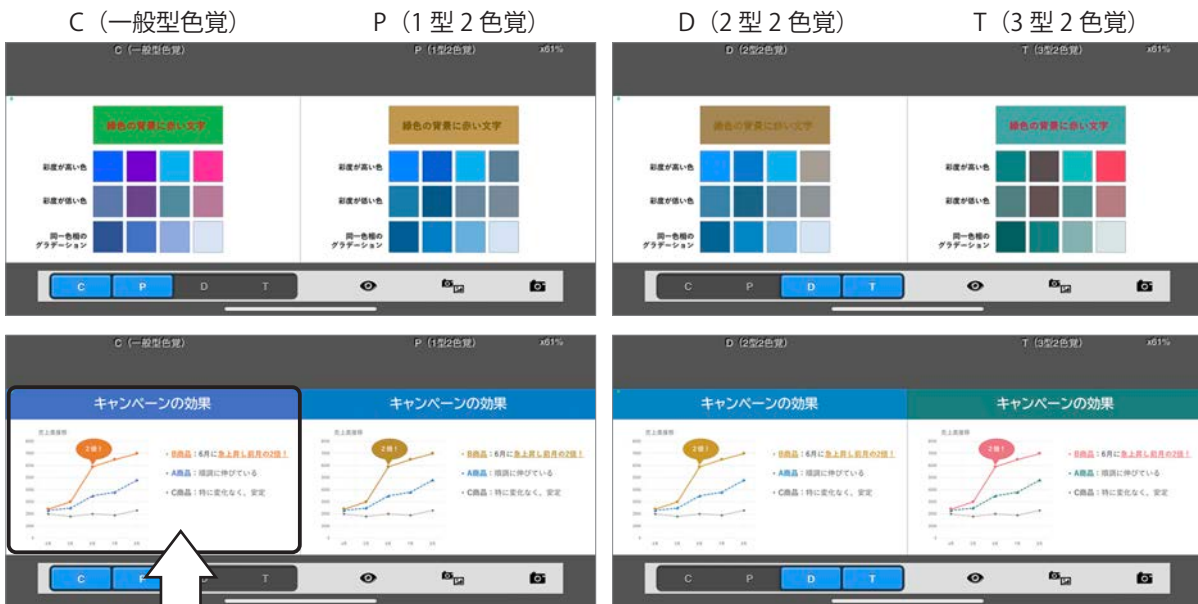 C（一般型色覚）
P（1 型 2 色覚）
D（2 型 2 色覚）
T（3 型 2 色覚）
C（一般型色覚）
P（1型2色覚）
x61%
緑色の背景に赤い文字
緑色の背景に赤い文字
彩度が高い色
彩度が高い色
彩度が低い色
彩度が低い色
同一色相の
グラデーション
同一色相の
グラデーション
C
P
D
T
D（2型2色覚）
T（3型2色覚）
x61%
緑色の背景に赤い文字
緑色の背景に赤い文字
彩度が高い色
彩度が高い色
彩度が低い色
彩度が低い色
同一色相の
グラデーション
同一色相の
グラデーション
C
P
D
T
C（一般型色覚）
P（1型2色覚）
x61%
キャンペーンの効果
売上高推移
2倍！
・B商品：6月に急上昇し前月の2倍！
・A商品：順調に伸びている
・C商品：特に変化なく、安定
キャンペーンの効果
売上高推移
2倍！
・B商品：6月に急上昇し前月の2倍！
・A商品：順調に伸びている
・C商品：特に変化なく、安定
C
T
D（2型2色覚）
T（3型2色覚）
x61%
キャンペーンの効果
売上高推移
2倍！
・B商品：6月に急上昇し前月の2倍！
・A商品：順調に伸びている
・C商品：特に変化なく、安定
キャンペーンの効果
売上高推移
2倍！
・B商品：6月に急上昇し前月の2倍！
・A商品：順調に伸びている
・C商品：特に変化なく、安定
C
P
D
T